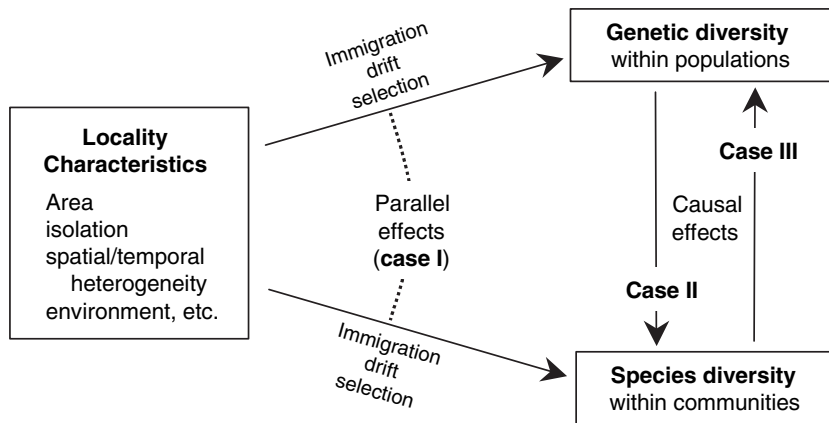 Locality
Characteristics
Area
isolation
spatial/temporal
heterogeneity
environment, etc.
Immigration
drift
selection
Parallel
effects
(case I)
Immigration
drift
selection
Genetic diversity
within populations
Case III
Causal
effects
Case II
Species diversity
within communities